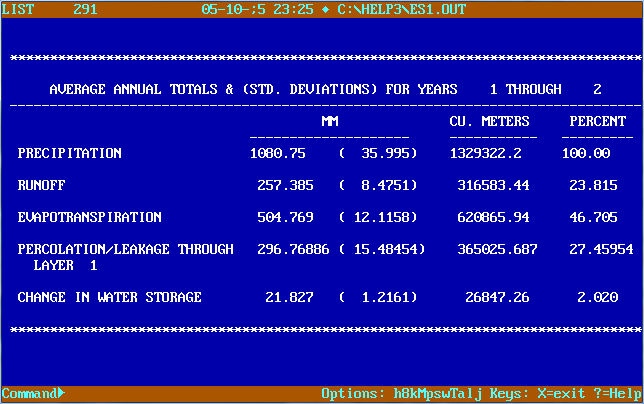 LIST 291 05-10-;5 23:25 ♦ C:\HELP3\ES1.OUT
*******************************************************************************
AVERAGE ANNUAL TOTALS & (STD. DEVIATIONS) FOR YEARS 1 THROUGH 2
-------------------------------------------------------------------------------
MM CU. METERS PERCENT
-------------------- ----------- ---------
PRECIPITATION 1080.75 ( 35.995) 1329322.2 100.00
RUNOFF 257.385 ( 8.4751) 316583.44 23.815
EVAPOTRANSPIRATION 504.769 ( 12.1158) 620865.94 46.705
PERCOLATION/LEAKAGE THROUGH 296.76886 ( 15.48454) 365025.687 27.45954
LAYER 1
CHANGE IN WATER STORAGE 21.827 ( 1.2161) 26847.26 2.020
*******************************************************************************
Command► Options: h8kMpswTalj Keys: X=exit ?=Help